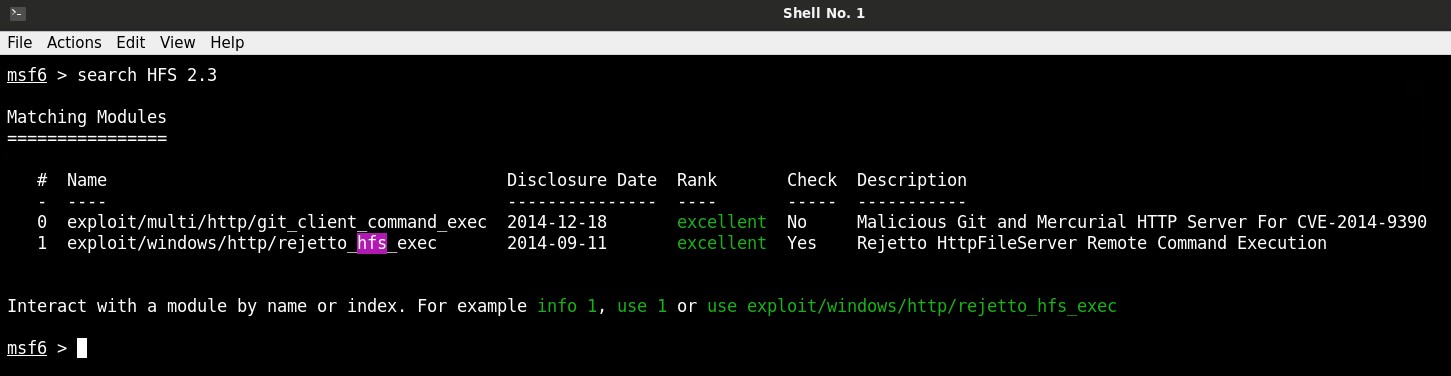 Shell No. 1
File Actions Edit View Help
msf6 > search HFS 2.3
Matching Modules
================
# Name Disclosure Date Rank Check Description
- ---- --------------- ---- ----- -----------
0 exploit/multi/http/git_client_command_exec 2014-12-18 excellent No Malicious Git and Mercurial HTTP Server For CVE-2014-9390
1 exploit/windows/http/rejetto_hfs_exec 2014-09-11 excellent Yes Rejetto HttpFileServer Remote Command Execution
Interact with a module by name or index. For example info 1, use 1 or use exploit/windows/http/rejetto_hfs_exec
msf6 >